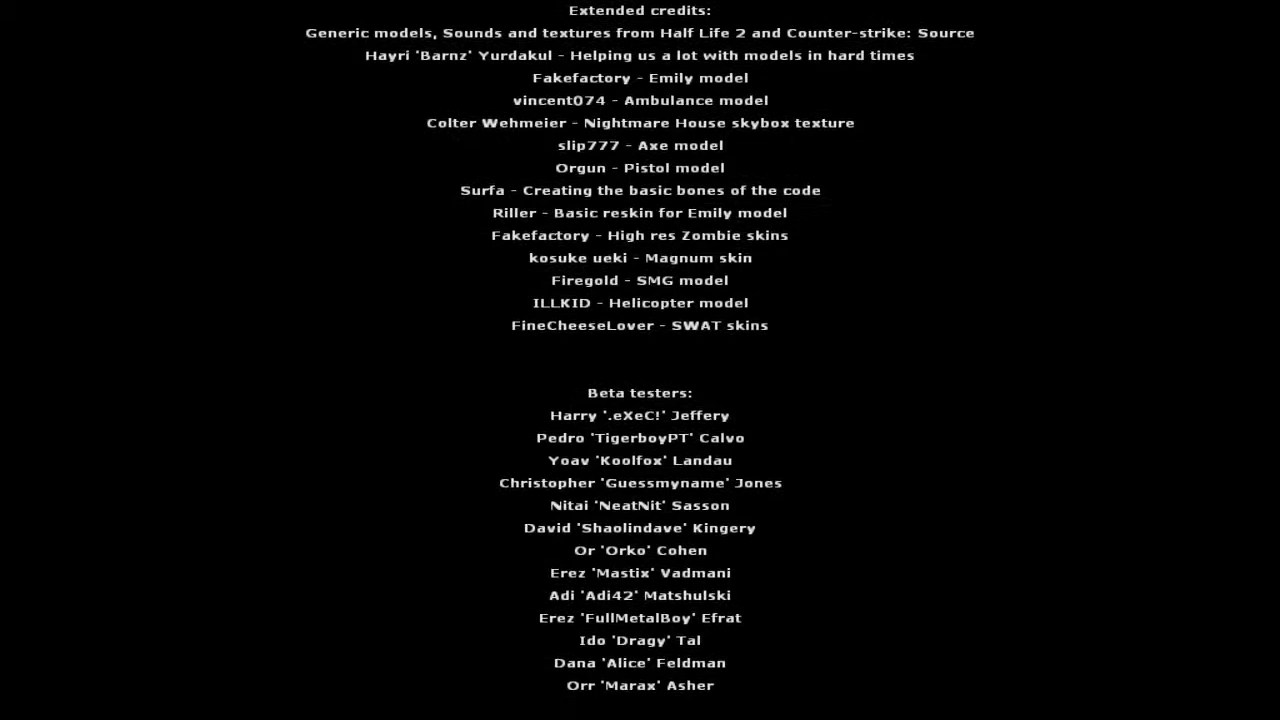 Extended credits:
Generic models, Sounds and textures from Half Life 2 and Counter-strike: Source
Hayri 'Barnz' Yurdakul - Helping us a lot with models in hard times
Fakefactory - Emily model
vincent074 - Ambulance model
Colter Wehmeier - Nightmare House skybox texture
slip777 - Axe model
Orgun - Pistol model
Surfa - Creating the basic bones of the code
Riller - Basic reskin for Emily model
Fakefactory - High res Zombie skins
kosuke ueki - Magnum skin
Firegold - SMG model
ILLKID - Helicopter model
FineCheeseLover - SWAT skins
Beta testers:
Harry '.eXeC!' Jeffery
Pedro 'TigerboyPT' Calvo
Yoav 'Koolfox' Landau
Christopher 'Guessmyname' Jones
Nitai 'NeatNit' Sasson
David 'Shaolindave' Kingery
Or 'Orko' Cohen
Erez 'Mastix' Vadmani
Adi 'Adi42' Matshulski
Erez 'FullMetalBoy' Efrat
Ido 'Dragy' Tal
Dana 'Alice' Feldman
Orr 'Marax' Asher